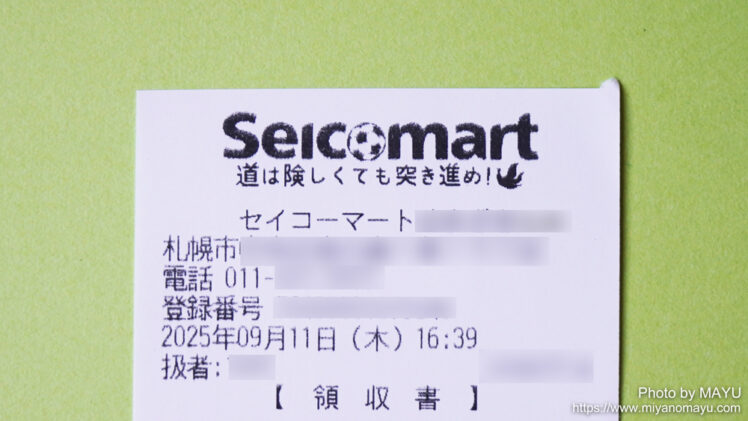 Seicomart
道は険しくても突き進め!
セイコーマート
札幌市
電話 011-
登録番号
2025年09月11日(木)16:39
扱者:
【 領 収 書 】
Photo by MAYU
https://www.miyanomayu.com